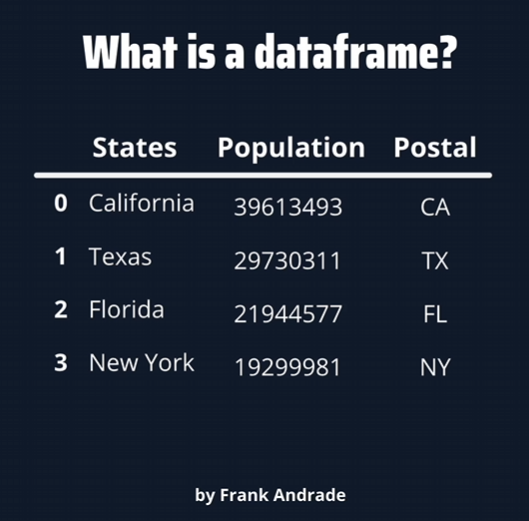 What is a dataframe?
States Population Postal
0 California 39613493 CA
1 Texas 29730311 TX
2 Florida 21944577 FL
3 New York 19299981 NY
by Frank Andrade